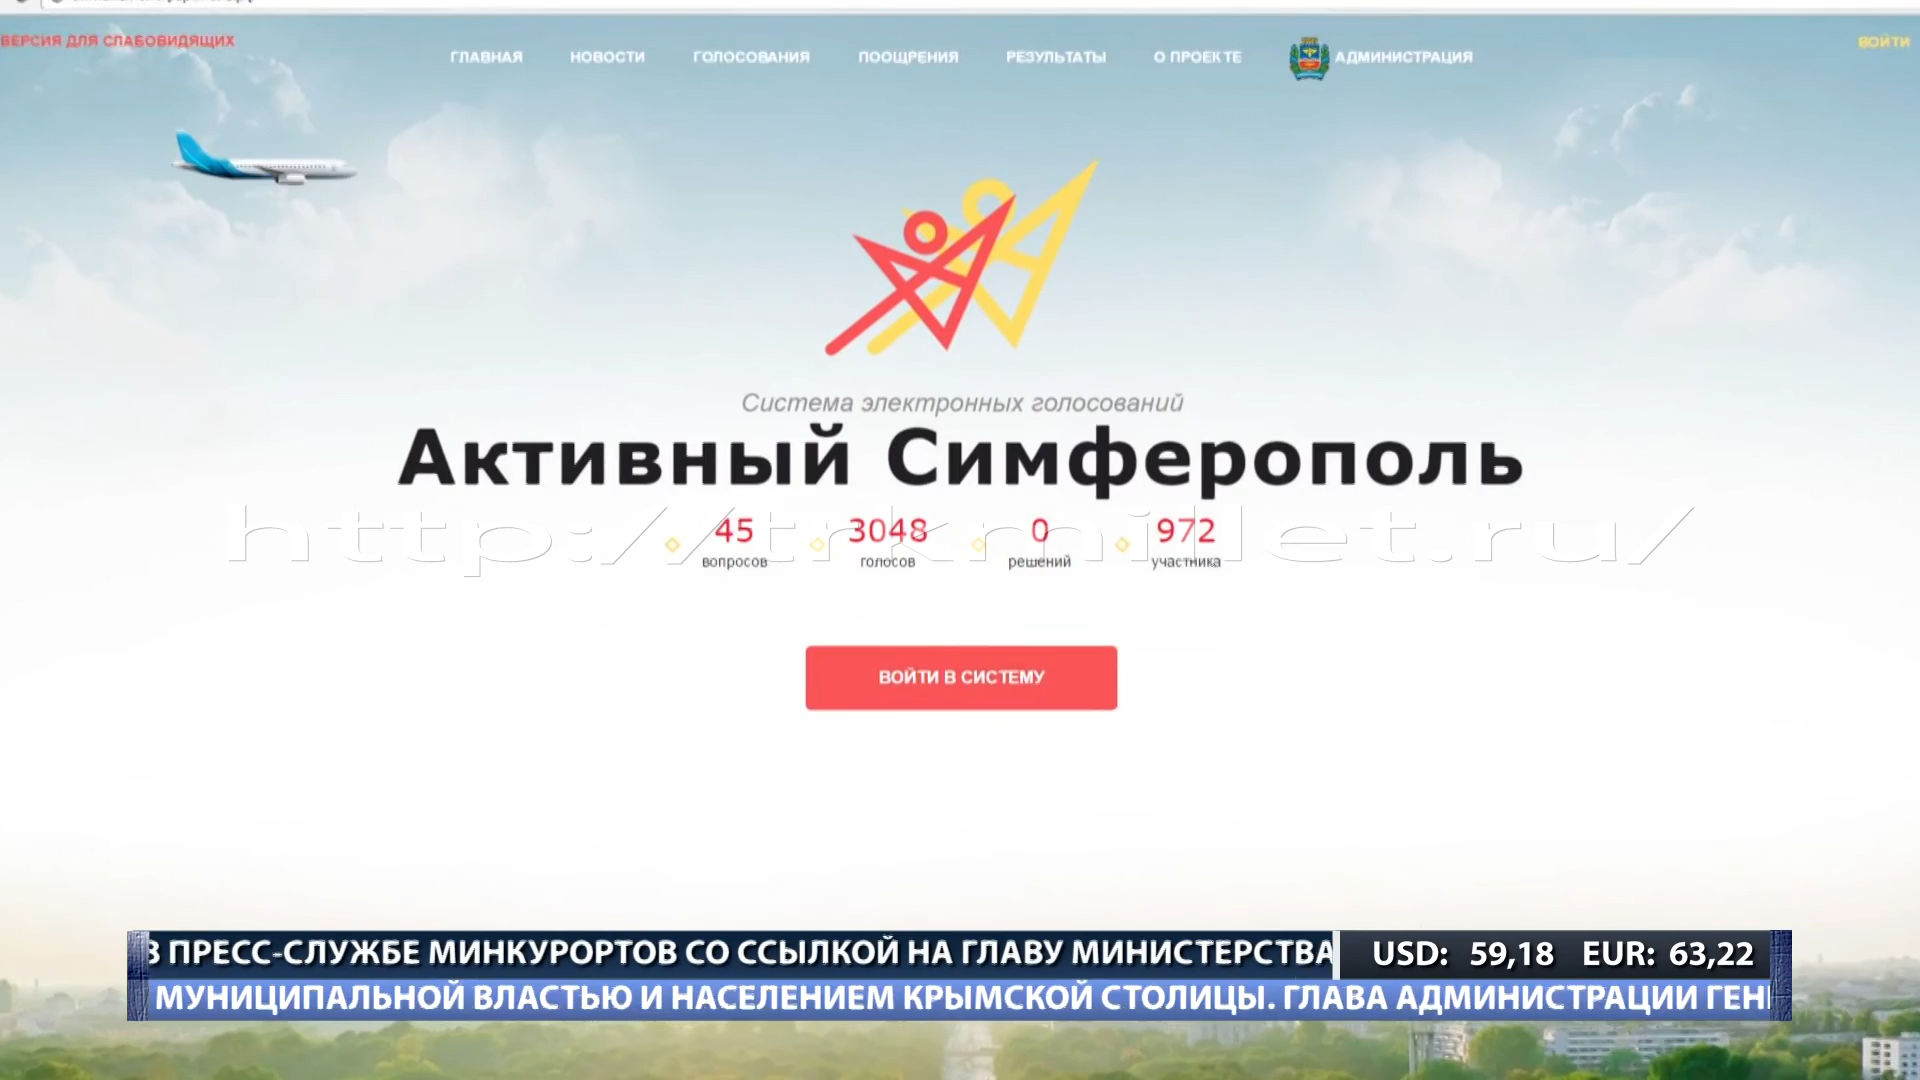 ВЕРСИЯ ДЛЯ СЛАБОВИДЯЩИХ
ВОЙТИ
ГЛАВНАЯ НОВОСТИ ГОЛОСОВАНИЯ ПООЩРЕНИЯ РЕЗУЛЬТАТЫ О ПРОЕКТЕ АДМИНИСТРАЦИЯ
Система электронных голосований
Активный Симферополь
45 3048 0 972
http://trkmillet.ru/
вопросов голосов решений участника
ВОЙТИ В СИСТЕМУ
В ПРЕСС-СЛУЖБЕ МИНКУРОРТОВ СО ССЫЛКОЙ НА ГЛАВУ МИНИСТЕРСТВА
USD: 59,18 EUR: 63,22
МУНИЦИПАЛЬНОЙ ВЛАСТЬЮ И НАСЕЛЕНИЕМ КРЫМСКОЙ СТОЛИЦЫ. ГЛАВА АДМИНИСТРАЦИИ ГЕН